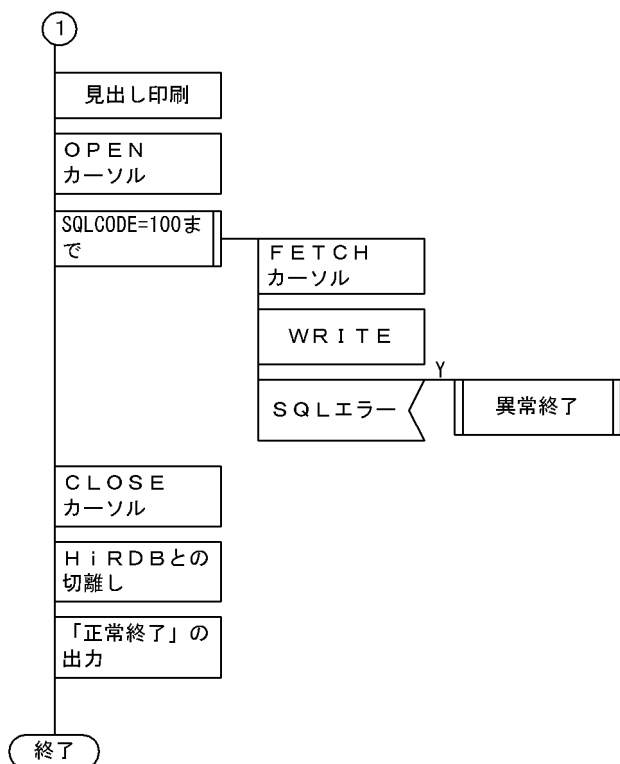 1
見出し印刷
ＯＰＥＮ
カーソル
SQLCODE=100ま
で
ＦＥＴＣＨ
カーソル
ＷＲＩＴＥ
Y
ＳＱＬエラー
異常終了
ＣＬＯＳＥ
カーソル
ＨｉＲＤＢとの
切離し
「正常終了」の
出力
終了